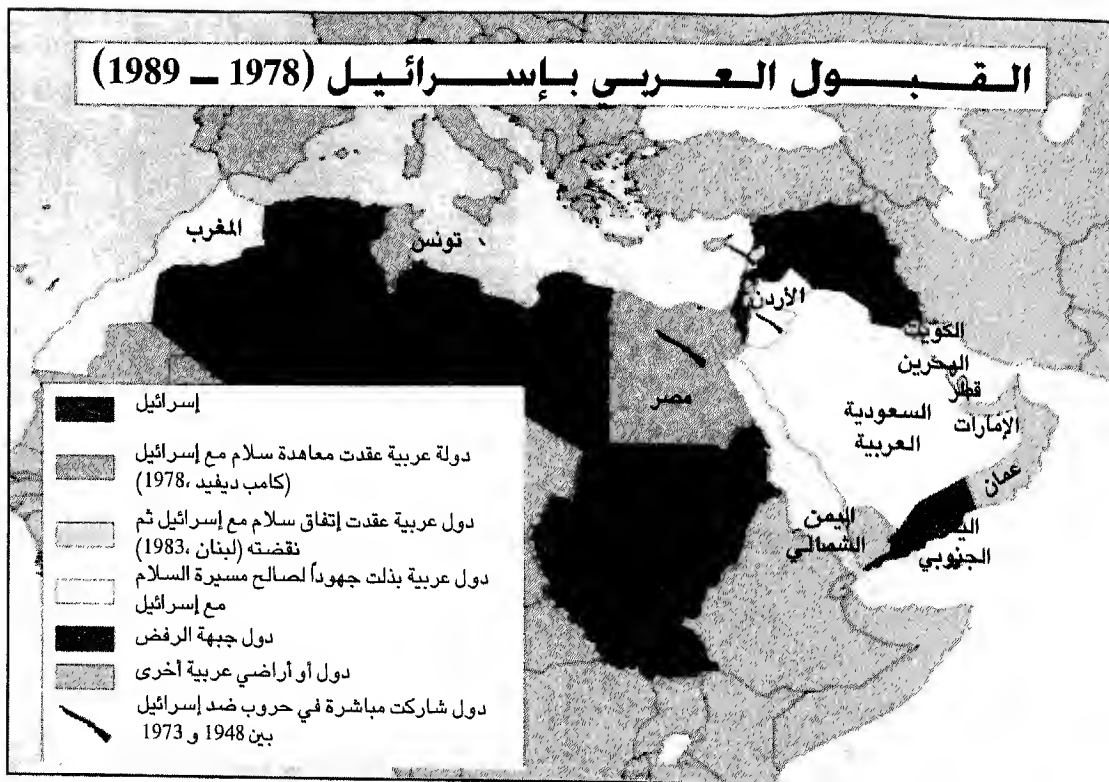 القبول العربي بإسرائيل (1978 – 1989)
المغرب
تونس
الأردن
الكويت
البحرين
قطر
الإمارات
السعودية
العربية
مصر
عمان
اليمن
الشمالي
اليمن
الجنوبي
إسرائيل
دولة عربية عقدت معاهدة سلام مع إسرائيل
(كامب ديفيد، 1978)
دول عربية عقدت إتفاق سلام مع إسرائيل ثم
نقضته (لبنان، 1983)
دول عربية بذلت جهوداً لصالح مسيرة السلام
مع إسرائيل
دول جبهة الرفض
دول أو أراضي عربية أخرى
دول شاركت مباشرة في حروب ضد إسرائيل
بين 1948 و 1973